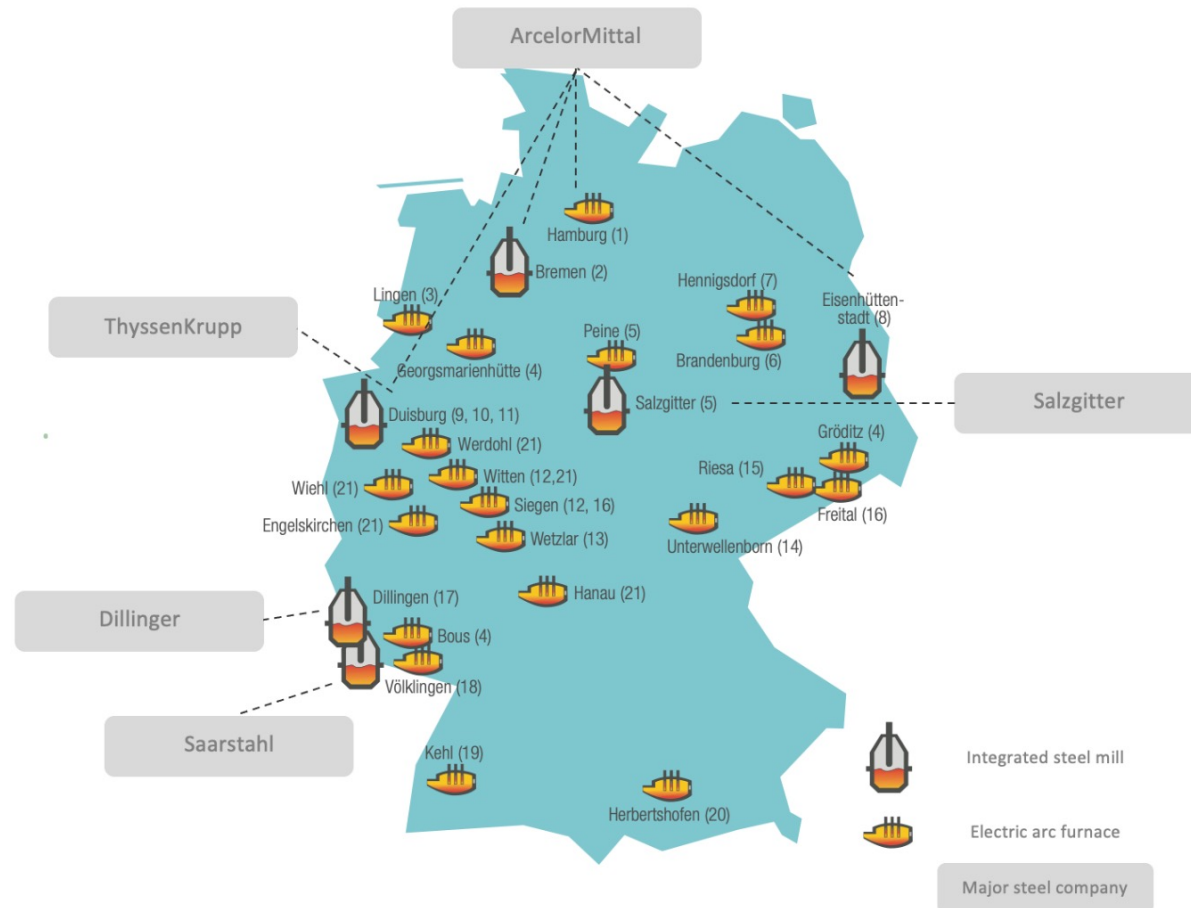 ArcelorMittal
Hamburg (1)
Bremen (2)
Hennigsdorf (7)
Lingen (3)
Eisenhütten-
stadt (8)
ThyssenKrupp
Peine (5)
Brandenburg (6)
Georgsmarienhütte (4)
Salzgitter (5)
Salzgitter
Duisburg (9, 10, 11)
Gröditz (4)
Werdohl (21)
Riesa (15)
Witten (12,21)
Wiehl (21)
Siegen (12, 16)
Freital (16)
Engelskirchen (21)
Wetzlar (13)
Unterwellenborn (14)
Hanau (21)
Dillingen (17)
Dillinger
Bous (4)
Völklingen (18)
Saarstahl
Kehl (19)
Integrated steel mill
Herbertshofen (20)
Electric arc furnace
Major steel company